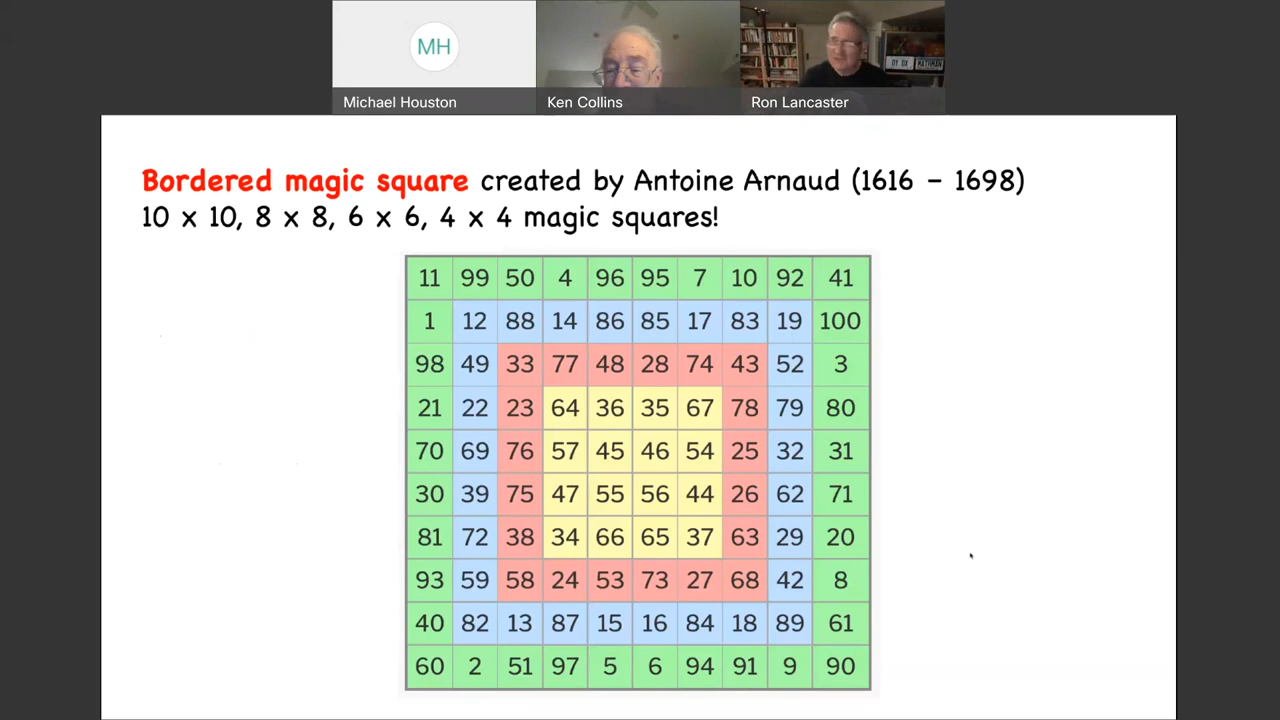 MH
Michael Houston
Ken Collins
Ron Lancaster
Bordered magic square created by Antoine Arnaud (1616 – 1698)
10 x 10, 8 x 8, 6 x 6, 4 x 4 magic squares!
11 99 50 4 96 95 7 10 92 41
1 12 88 14 86 85 17 83 19 100
98 49 33 77 48 28 74 43 52 3
21 22 23 64 36 35 67 78 79 80
70 69 76 57 45 46 54 25 32 31
30 39 75 47 55 56 44 26 62 71
81 72 38 34 66 65 37 63 29 20
93 59 58 24 53 73 27 68 42 8
40 82 13 87 15 16 84 18 89 61
60 2 51 97 5 6 94 91 9 90